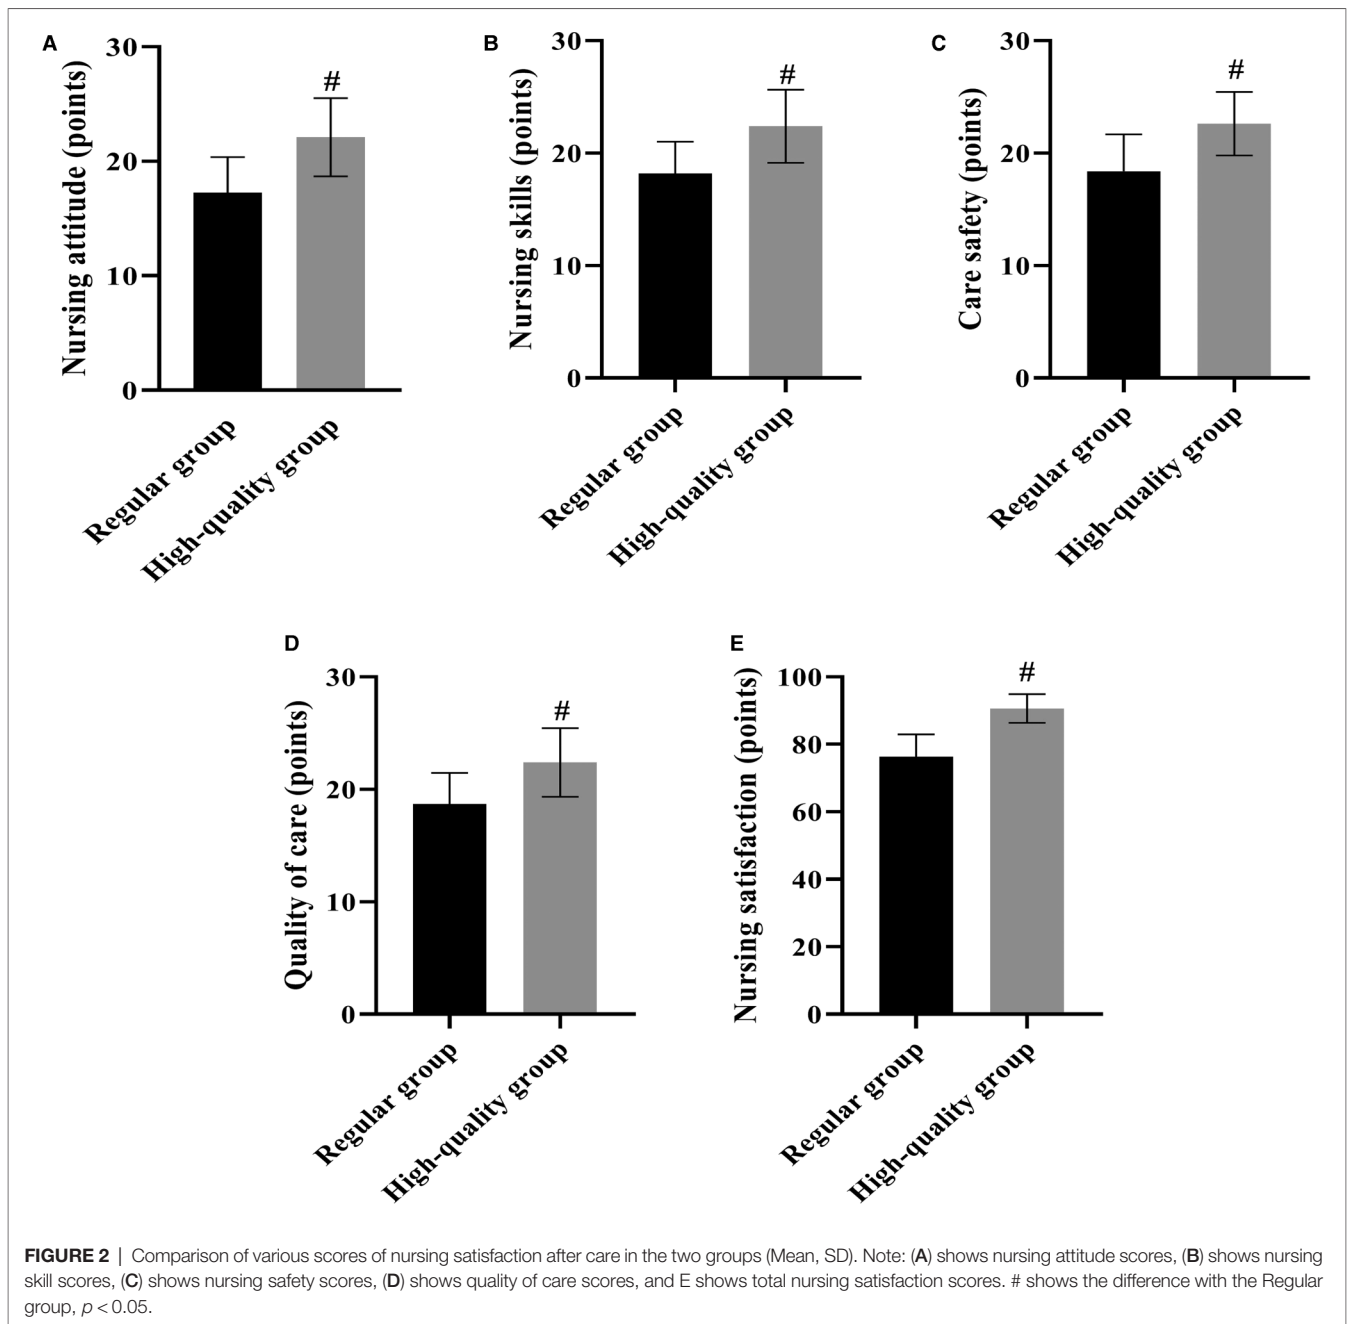 A
30
20
10
0
Nursing attitude (points)
#
Regular group
High-quality group
B
30
20
10
0
Nursing skills (points)
#
Regular group
High-quality group
C
30
20
10
0
Care safety (points)
#
Regular group
High-quality group
D
30
20
10
0
Quality of care (points)
#
Regular group
High-quality group
E
100
80
60
40
20
0
Nursing satisfaction (points)
#
Regular group
High-quality group
FIGURE 2 | Comparison of various scores of nursing satisfaction after care in the two groups (Mean, SD). Note: (A) shows nursing attitude scores, (B) shows nursing
skill scores, (C) shows nursing safety scores, (D) shows quality of care scores, and E shows total nursing satisfaction scores. # shows the difference with the Regular
group, p < 0.05.